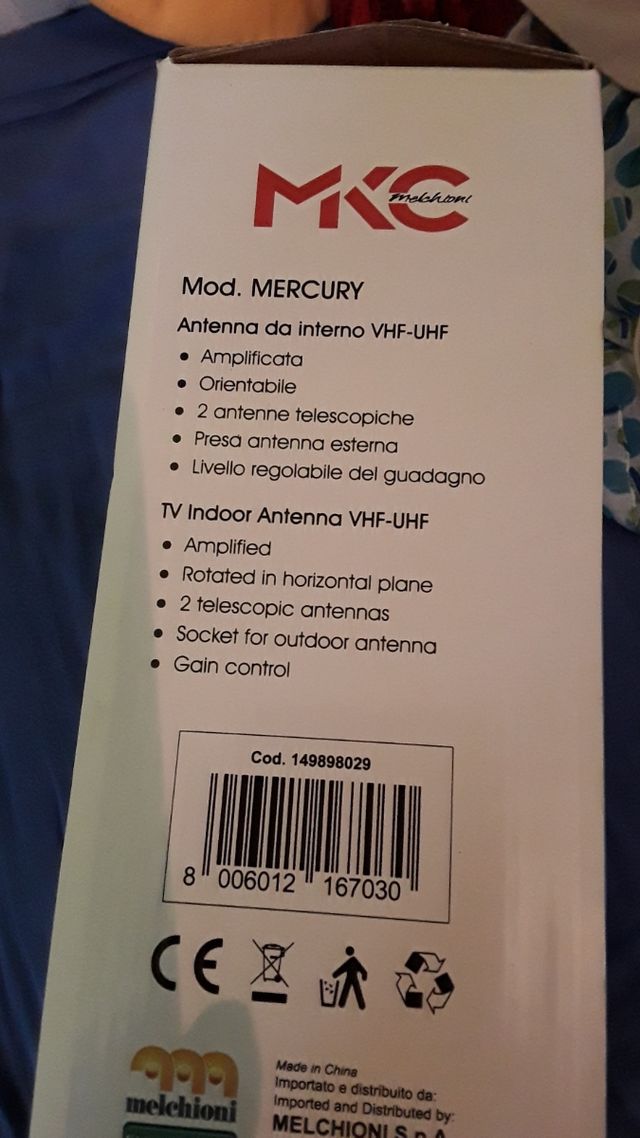 MKC
melchioni
Mod. MERCURY
Antenna da interno VHF-UHF
• Amplificata
• Orientabile
• 2 antenne telescopiche
• Presa antenna esterna
• Livello regolabile del guadagno
TV Indoor Antenna VHF-UHF
• Amplified
• Rotated in horizontal plane
• 2 telescopic antennas
• Socket for outdoor antenna
• Gain control
Cod. 149898029
8 006012 167030
CE
melchioni
Made in China
Importato e distribuito da:
Imported and Distributed by:
MELCHIONI S.p.A.